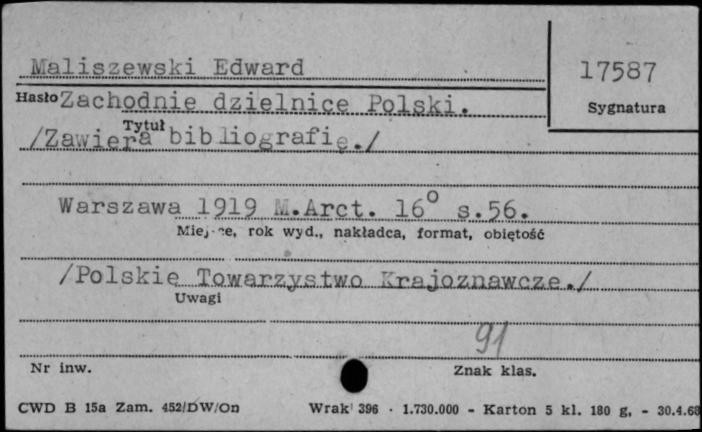 Maliszewski Edward
17587
Hasło Zachodnie dzielnice Polski.
Sygnatura
Tytuł
/Zawiera bibliografię./
Warszawa 1919 M.Arct. 16° s.56.
Miejsce, rok wyd., nakładca, format, obiętość
/Polskie Towarzystwo Krajoznawcze./
Uwagi
91
Nr inw.
Znak klas.
CWD B 15a Zam. 452/DW/On
Wrak 396 · 1.730.000 - Karton 5 kl. 180 g, - 30.4.68